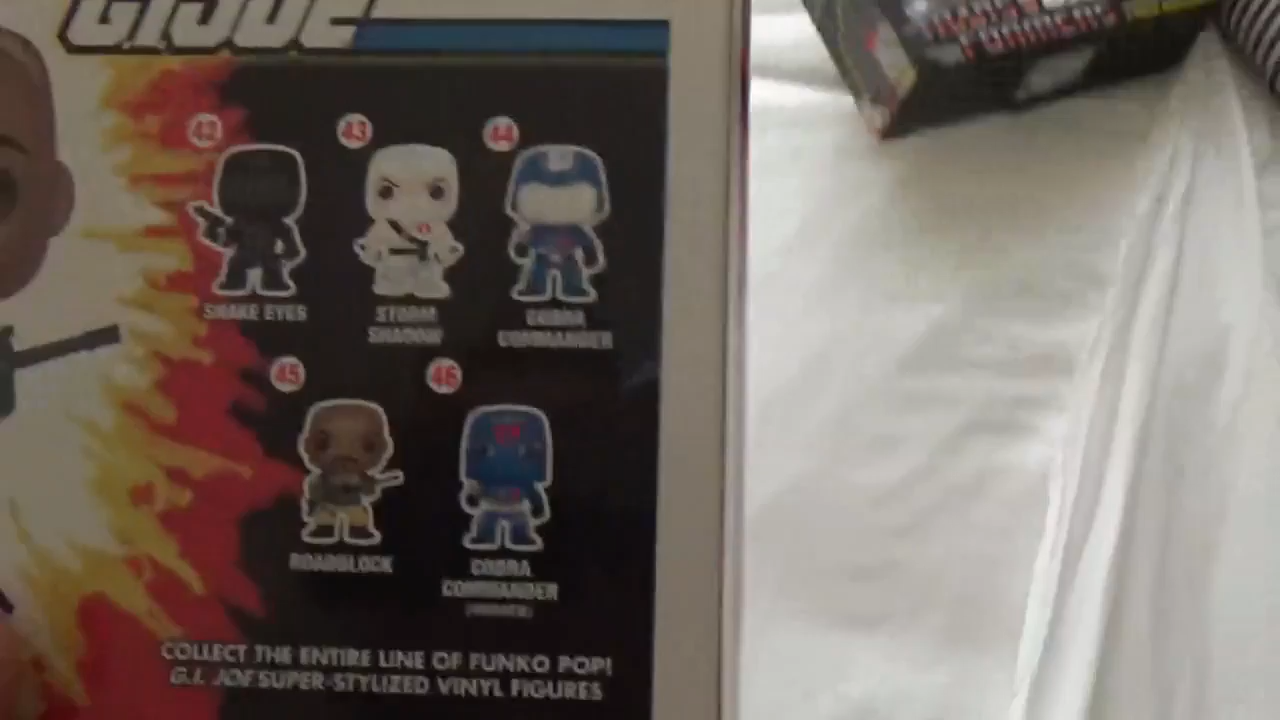 G.I. JOE
42 43 44
SNAKE EYES
STORM
SHADOW
COBRA
COMMANDER
45 46
ROADBLOCK
COBRA
COMMANDER
COLLECT THE ENTIRE LINE OF FUNKO POP!
G.I. JOE SUPER-STYLIZED VINYL FIGURES